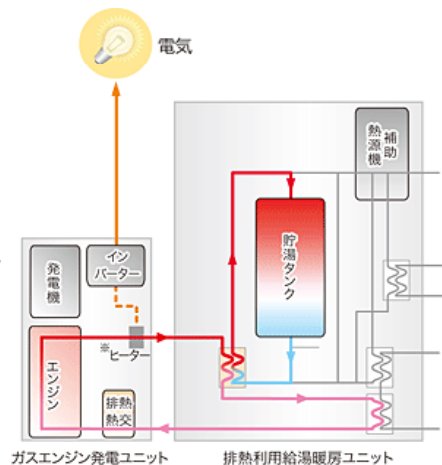 電気
補助
熱源機
貯湯タンク
発電機
イン
バーター
※ヒーター
エンジン
排熱
熱交
ガスエンジン発電ユニット
排熱利用給湯暖房ユニット